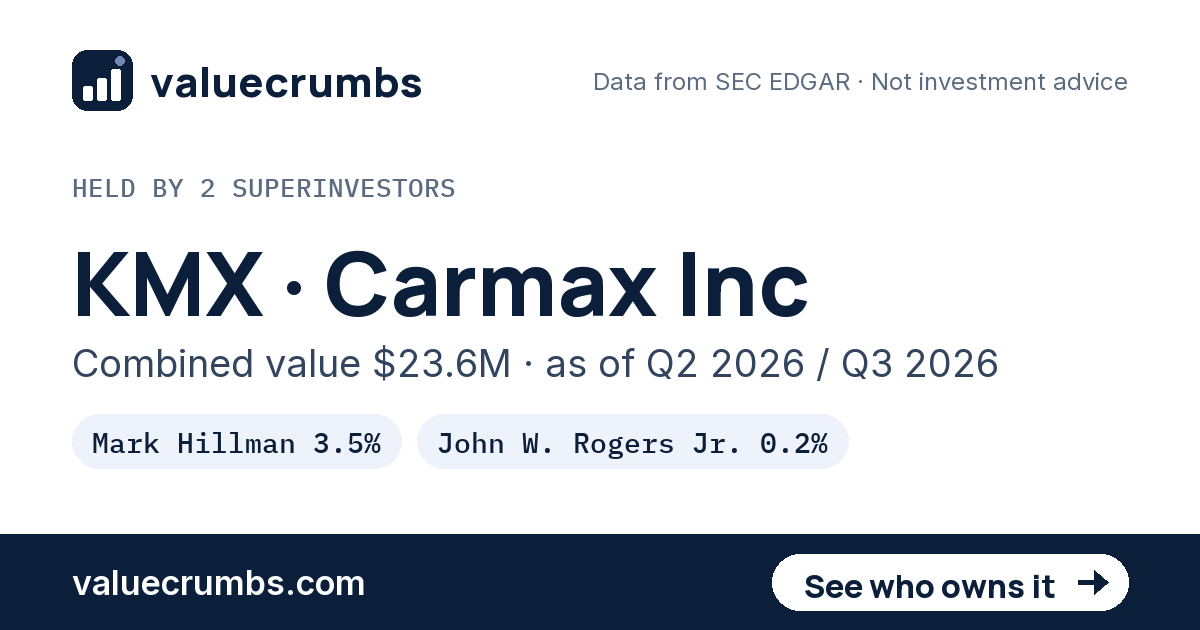 valuecrumbs
Data from SEC EDGAR · Not investment advice
HELD BY 2 SUPERINVESTORS
KMX · Carmax Inc
Combined value $23.6M · as of Q2 2026 / Q3 2026
Mark Hillman 3.5%
John W. Rogers Jr. 0.2%
valuecrumbs.com
See who owns it →